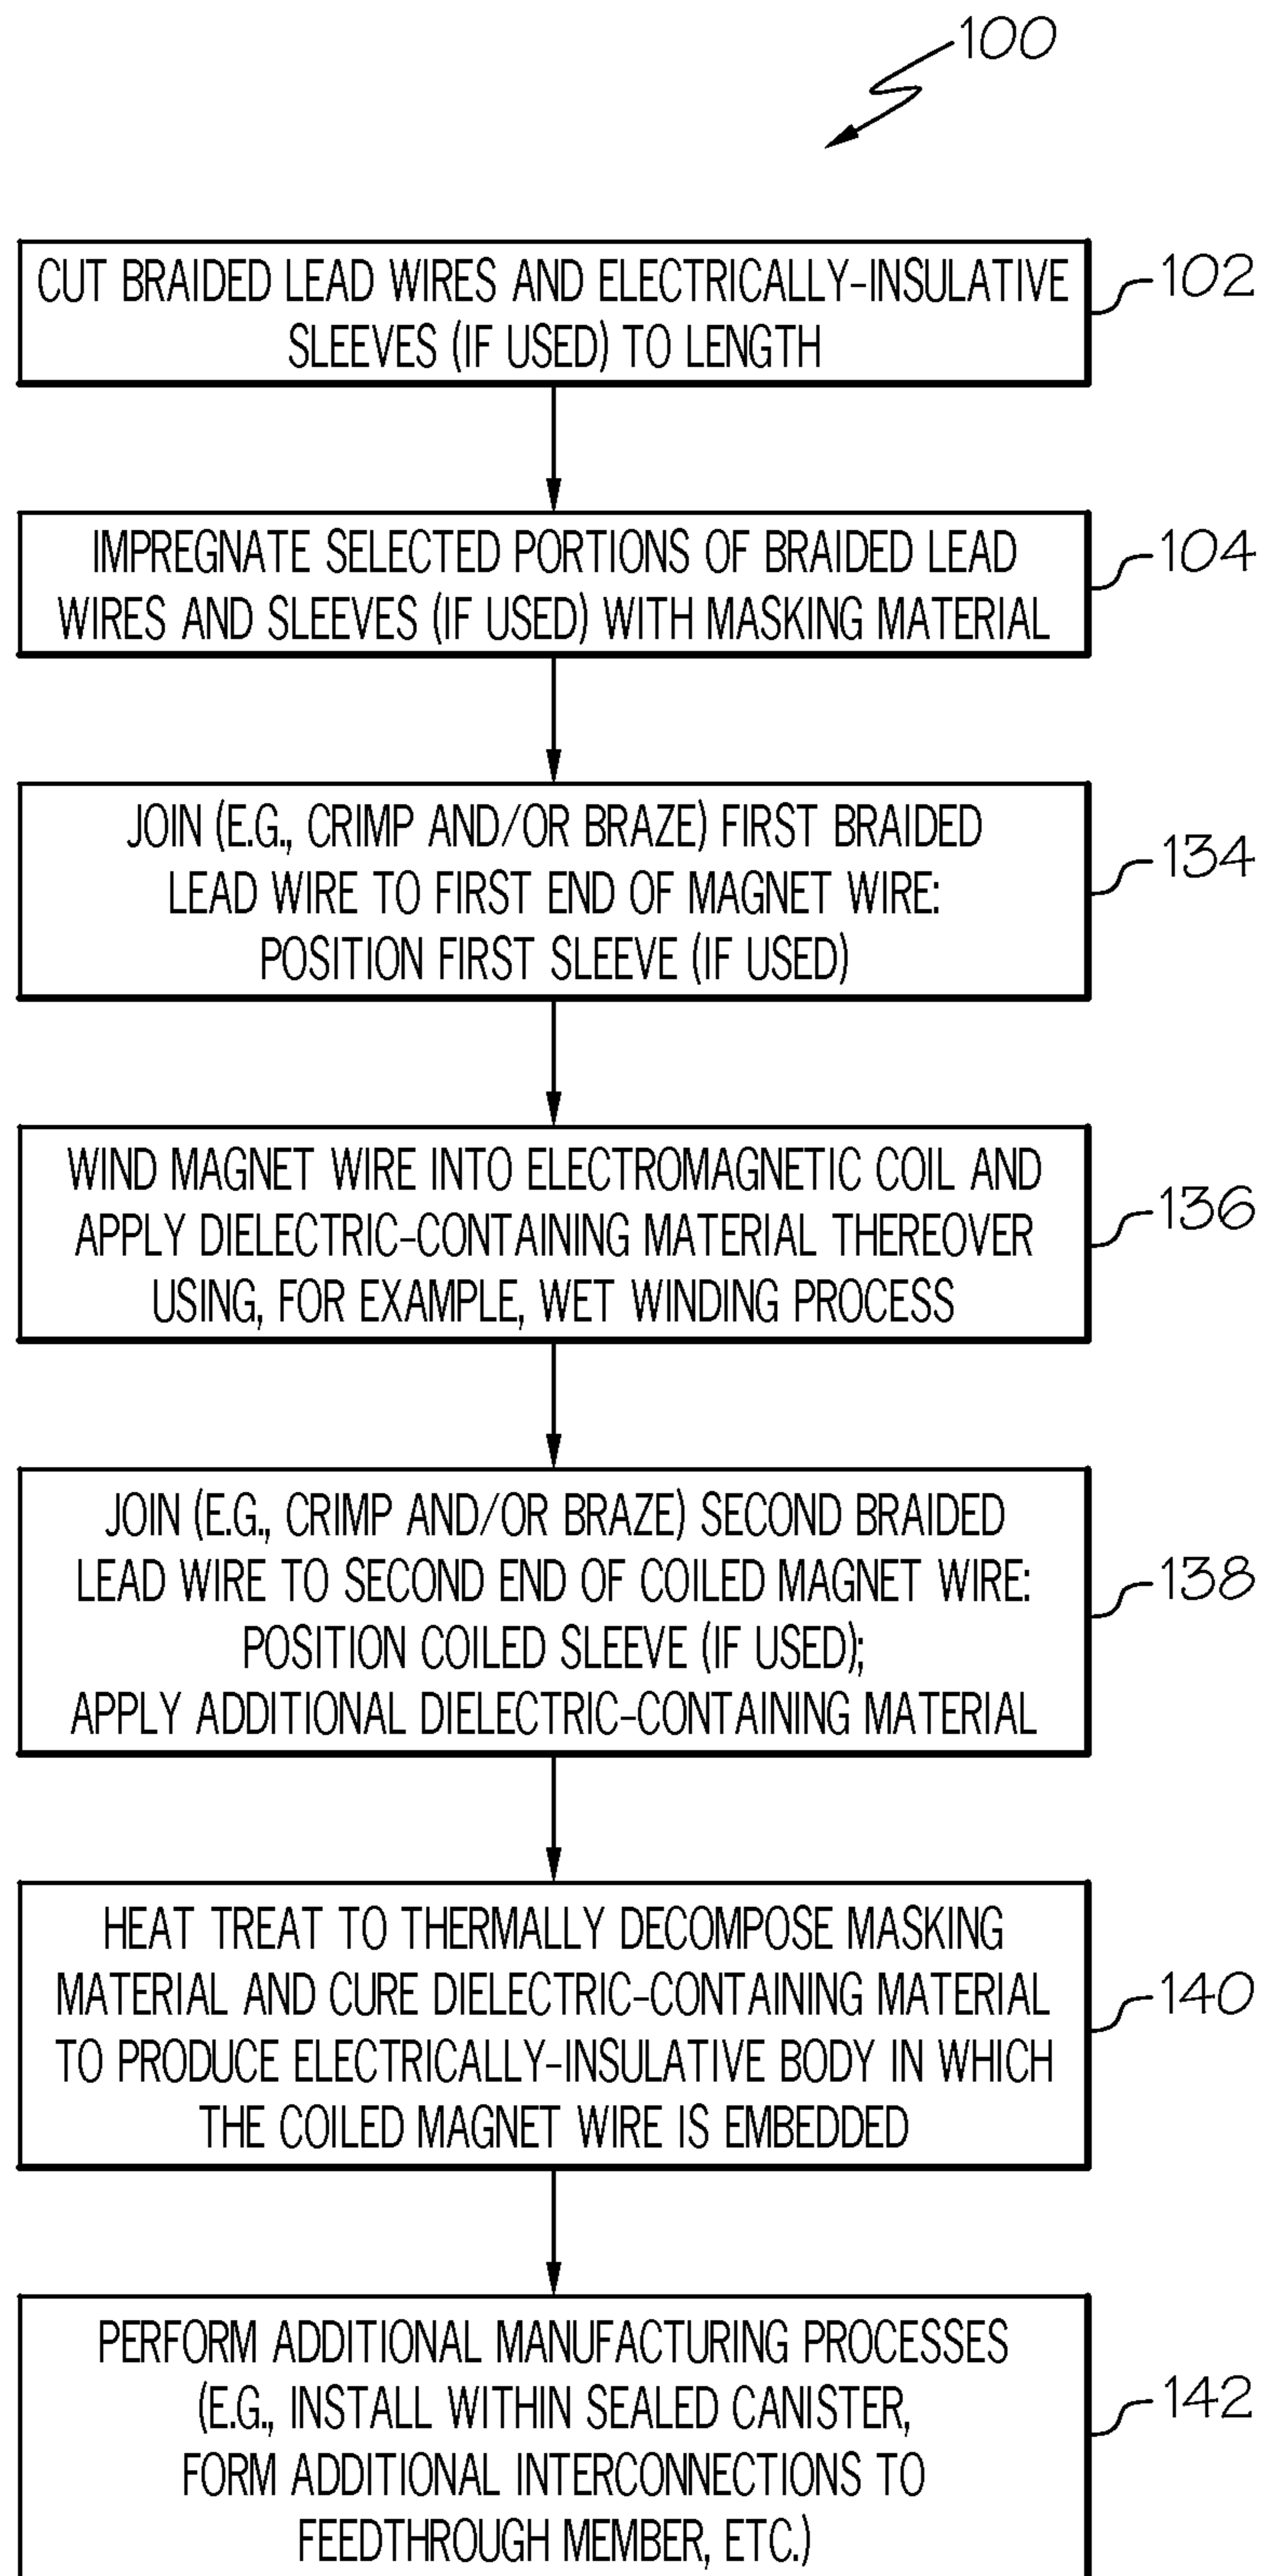 100
CUT BRAIDED LEAD WIRES AND ELECTRICALLY-INSULATIVE
SLEEVES (IF USED) TO LENGTH
102
IMPREGNATE SELECTED PORTIONS OF BRAIDED LEAD
WIRES AND SLEEVES (IF USED) WITH MASKING MATERIAL
104
JOIN (E.G., CRIMP AND/OR BRAZE) FIRST BRAIDED
LEAD WIRE TO FIRST END OF MAGNET WIRE:
POSITION FIRST SLEEVE (IF USED)
134
WIND MAGNET WIRE INTO ELECTROMAGNETIC COIL AND
APPLY DIELECTRIC-CONTAINING MATERIAL THEREOVER
USING, FOR EXAMPLE, WET WINDING PROCESS
136
JOIN (E.G., CRIMP AND/OR BRAZE) SECOND BRAIDED
LEAD WIRE TO SECOND END OF COILED MAGNET WIRE:
POSITION COILED SLEEVE (IF USED);
APPLY ADDITIONAL DIELECTRIC-CONTAINING MATERIAL
138
HEAT TREAT TO THERMALLY DECOMPOSE MASKING
MATERIAL AND CURE DIELECTRIC-CONTAINING MATERIAL
TO PRODUCE ELECTRICALLY-INSULATIVE BODY IN WHICH
THE COILED MAGNET WIRE IS EMBEDDED
140
PERFORM ADDITIONAL MANUFACTURING PROCESSES
(E.G., INSTALL WITHIN SEALED CANISTER,
FORM ADDITIONAL INTERCONNECTIONS TO
FEEDTHROUGH MEMBER, ETC.)
142